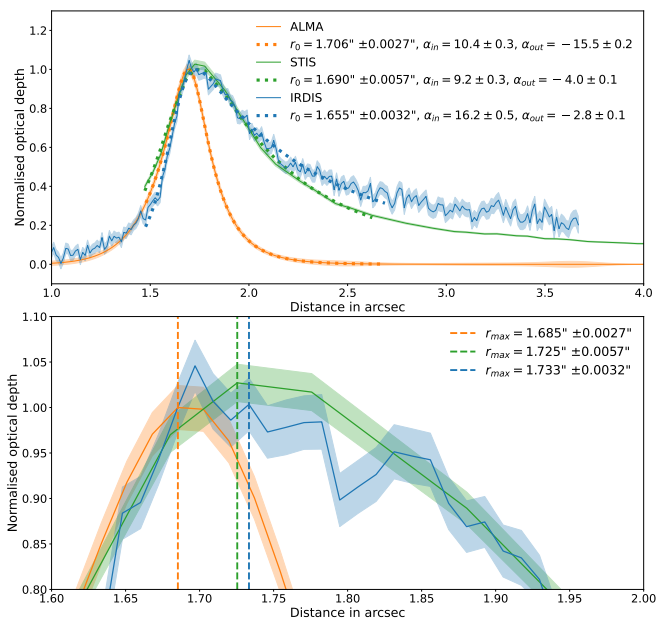 ALMA
r₀ = 1.706" ±0.0027", αᵢₙ = 10.4 ± 0.3, αₒᵤₜ = −15.5 ± 0.2
STIS
r₀ = 1.690" ±0.0057", αᵢₙ = 9.2 ± 0.3, αₒᵤₜ = −4.0 ± 0.1
IRDIS
r₀ = 1.655" ±0.0032", αᵢₙ = 16.2 ± 0.5, αₒᵤₜ = −2.8 ± 0.1
Normalised optical depth
1.2
1.0
0.8
0.6
0.4
0.2
0.0
1.0 1.5 2.0 2.5 3.0 3.5 4.0
Distance in arcsec
r_max = 1.685" ±0.0027"
r_max = 1.725" ±0.0057"
r_max = 1.733" ±0.0032"
Normalised optical depth
1.10
1.05
1.00
0.95
0.90
0.85
0.80
1.60 1.65 1.70 1.75 1.80 1.85 1.90 1.95 2.00
Distance in arcsec